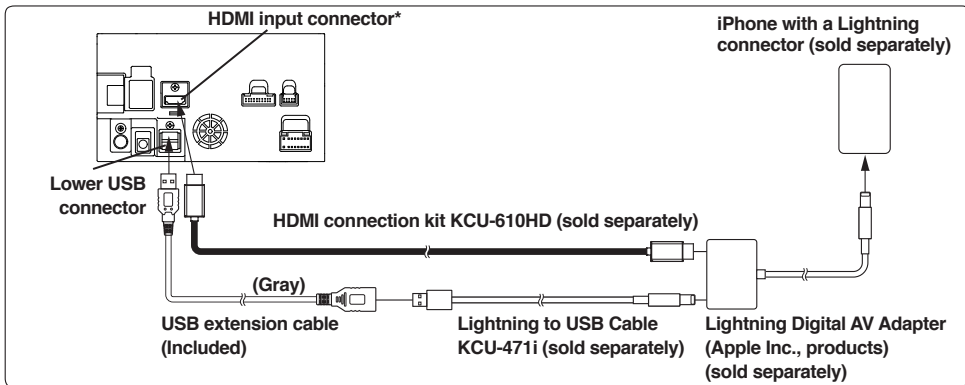 HDMI input connector*
iPhone with a Lightning
connector (sold separately)
Lower USB
connector
HDMI connection kit KCU-610HD (sold separately)
(Gray)
USB extension cable
(Included)
Lightning to USB Cable
KCU-471i (sold separately)
Lightning Digital AV Adapter
(Apple Inc., products)
(sold separately)